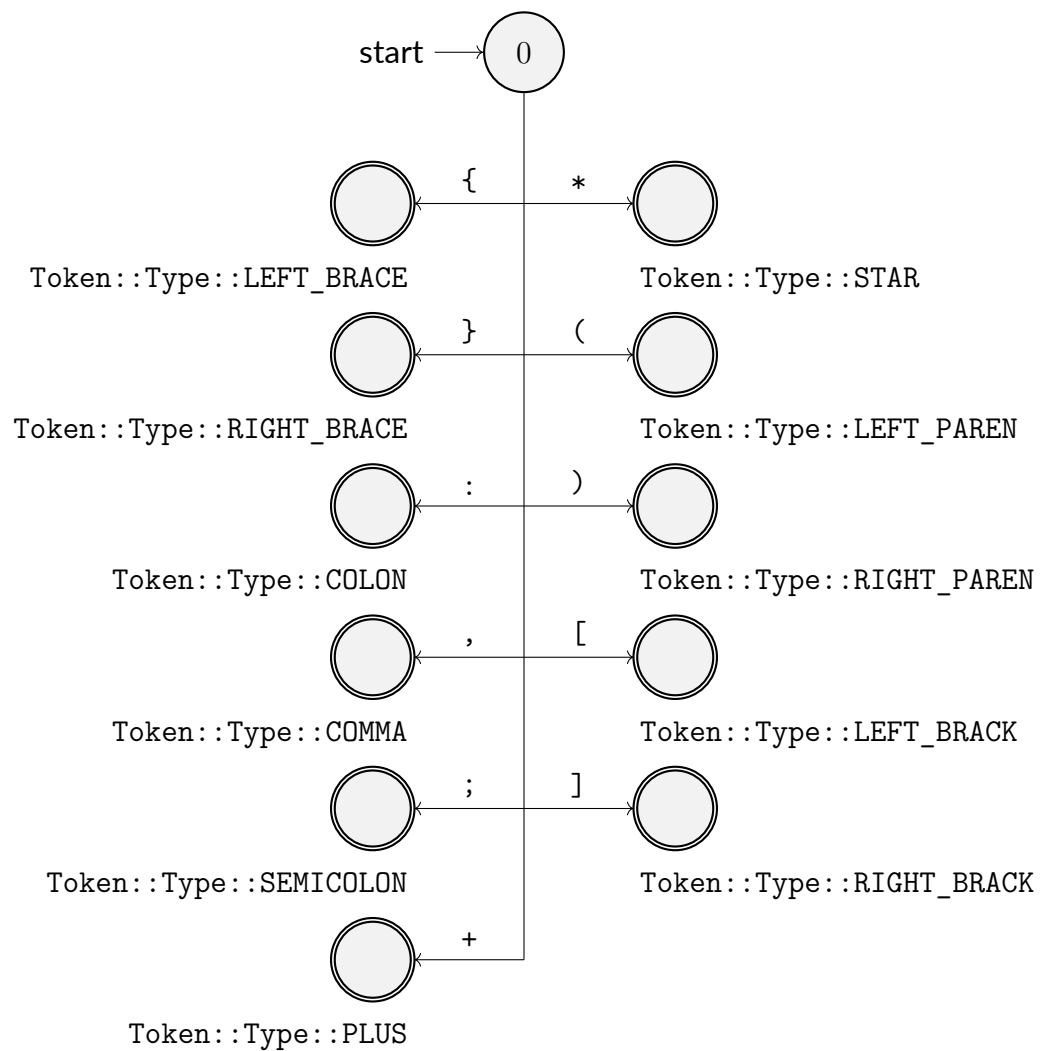 start 0
{ *
Token::Type::LEFT_BRACE Token::Type::STAR
} (
Token::Type::RIGHT_BRACE Token::Type::LEFT_PAREN
: )
Token::Type::COLON Token::Type::RIGHT_PAREN
, [
Token::Type::COMMA Token::Type::LEFT_BRACK
; ]
Token::Type::SEMICOLON Token::Type::RIGHT_BRACK
+
Token::Type::PLUS